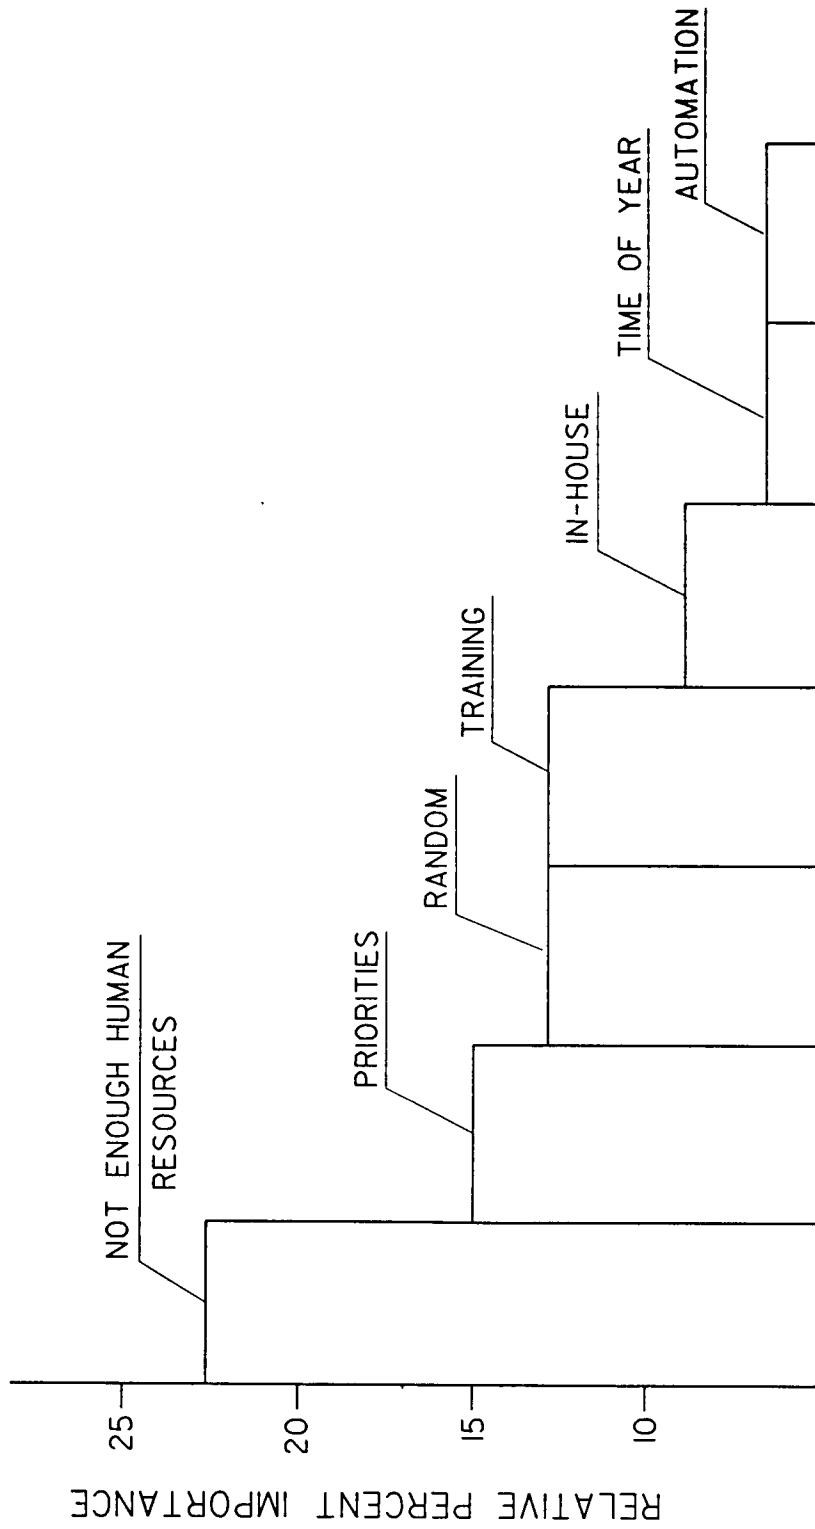 NOT ENOUGH HUMAN
RESOURCES
PRIORITIES
RANDOM
TRAINING
IN-HOUSE
TIME OF YEAR
AUTOMATION
25
20
15
10
RELATIVE PERCENT IMPORTANCE